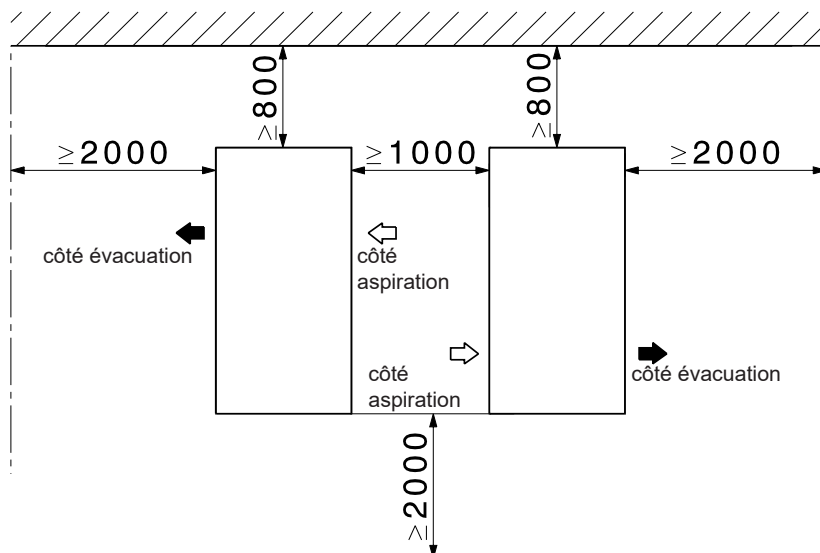 ≥800
≥800
≥2000
≥1000
≥2000
côté évacuation
côté
aspiration
côté
aspiration
côté évacuation
≥2000